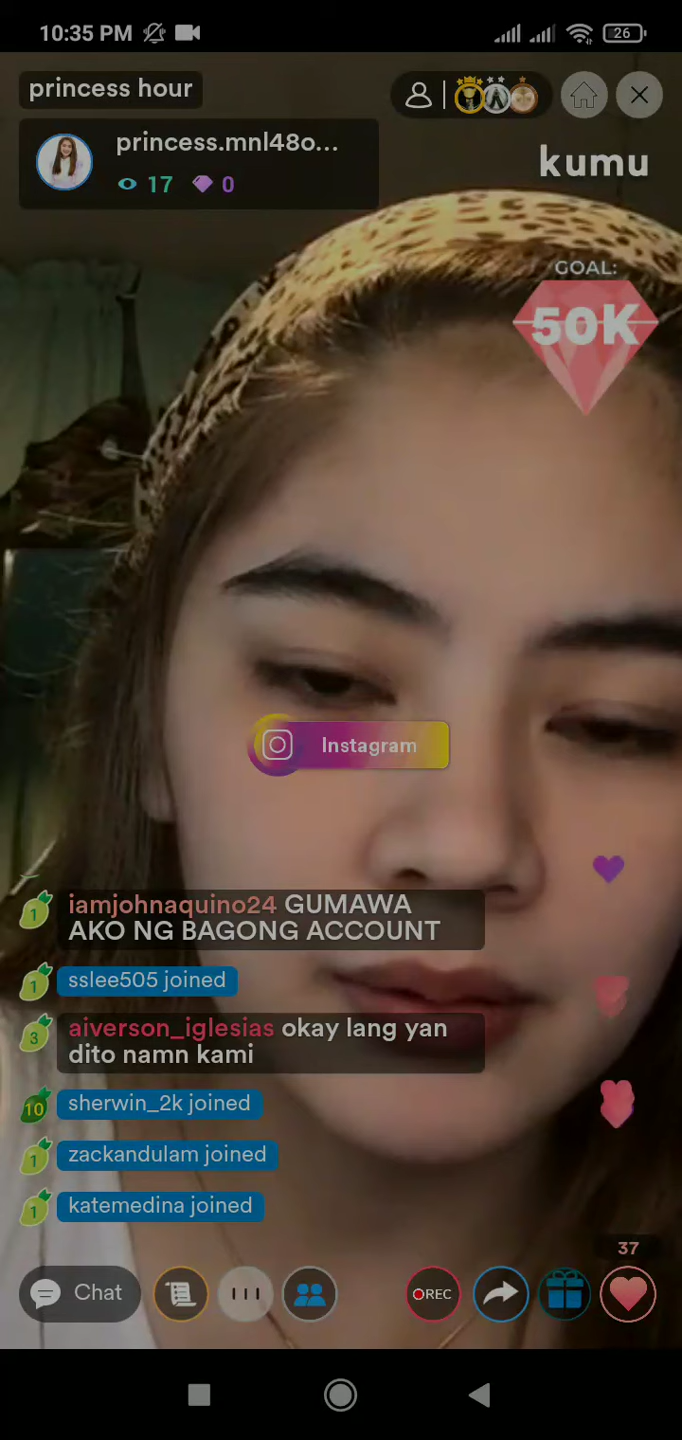 10:35 PM
26
princess hour
princess.mnl48o...
17
0
kumu
GOAL:
50K
Instagram
1
iamjohnaquino24 GUMAWA
AKO NG BAGONG ACCOUNT
1
sslee505 joined
3
aiverson_iglesias okay lang yan
dito namn kami
10
sherwin_2k joined
1
zackandulam joined
1
katemedina joined
37
Chat
REC